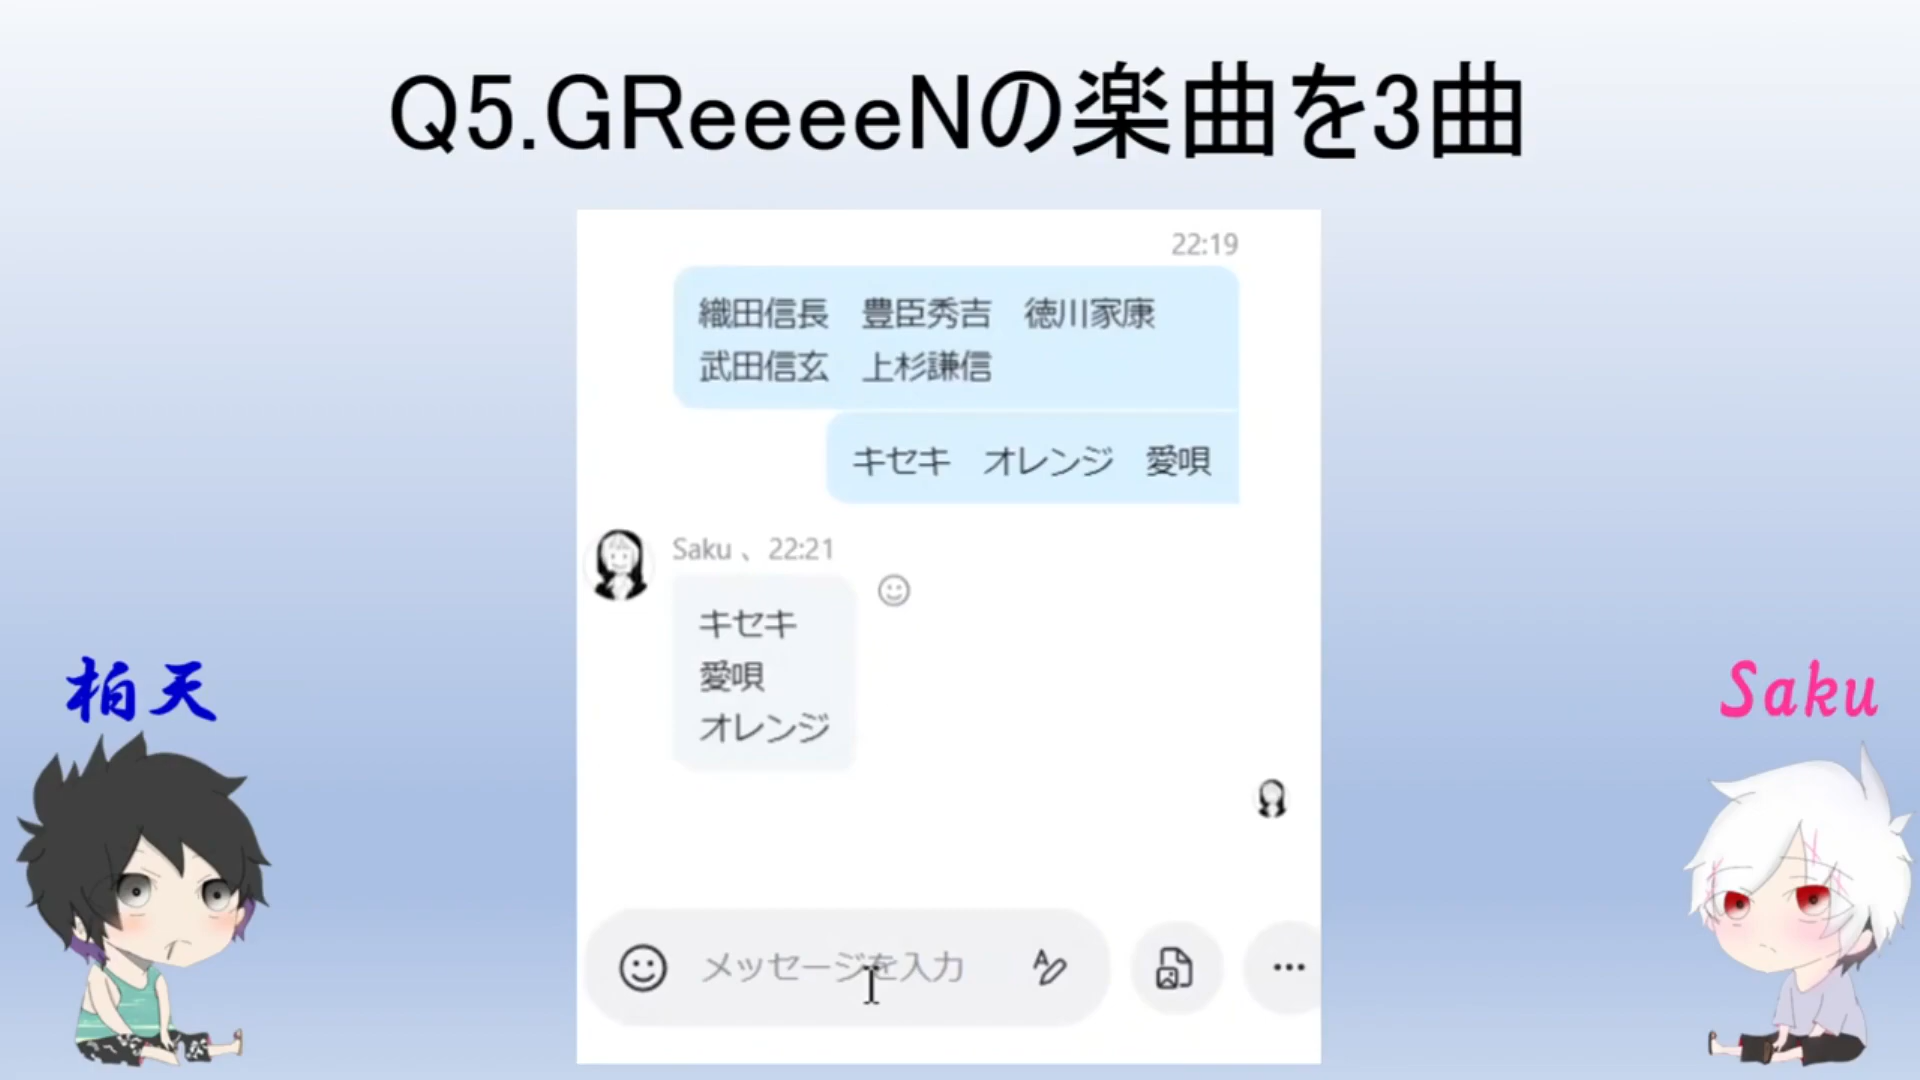 Q5.GReeeeNの楽曲を3曲
22:19
織田信長　豊臣秀吉　徳川家康
武田信玄　上杉謙信
キセキ　オレンジ　愛唄
Saku 、22:21
キセキ
愛唄
オレンジ
柏天
Saku
メッセージを入力